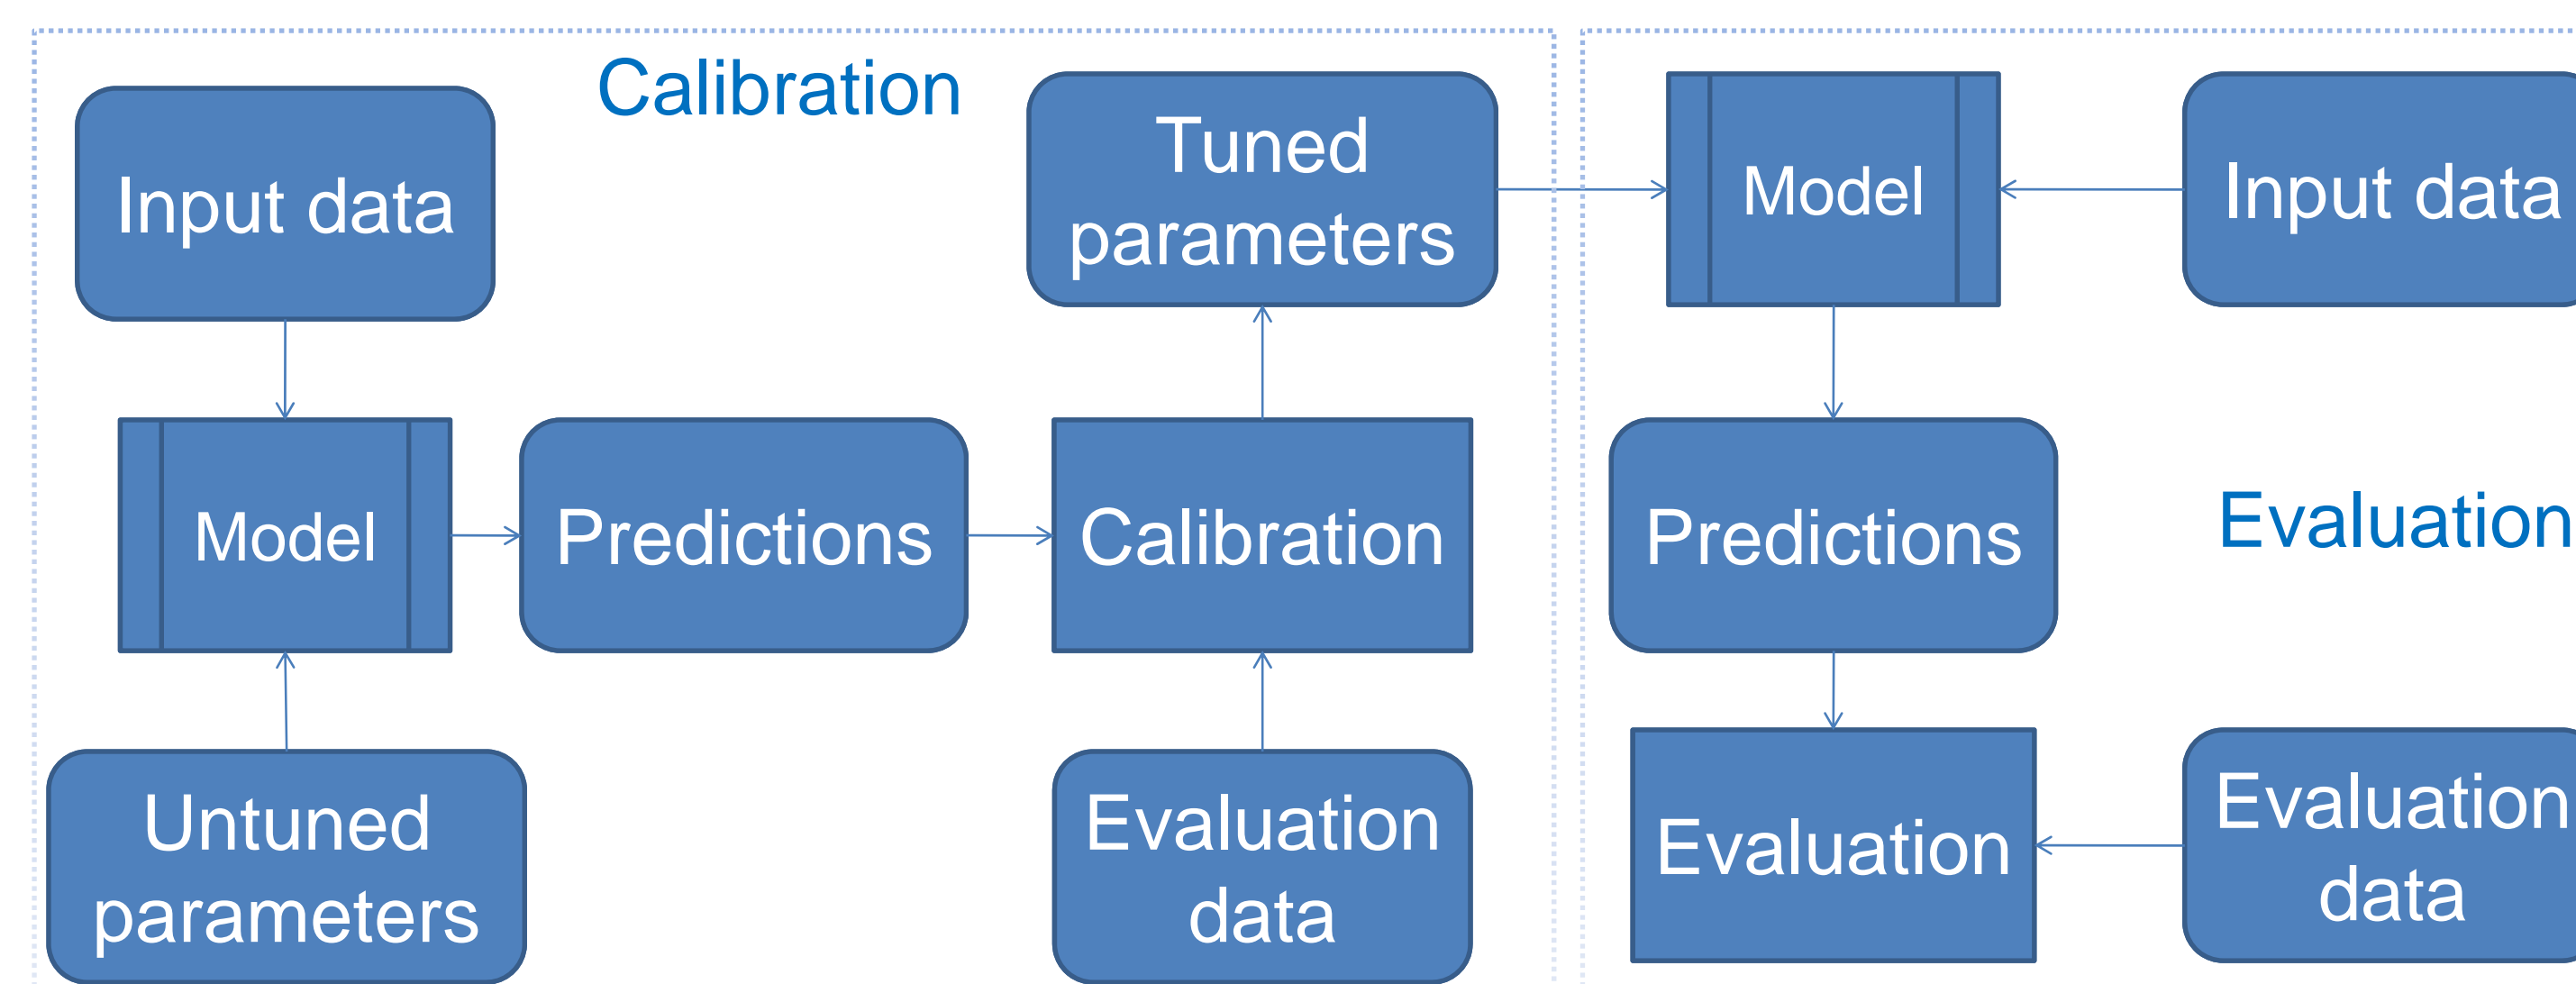 Calibration
Input data
Tuned
parameters
Model
Predictions
Calibration
Untuned
parameters
Evaluation
data
Model
Input data
Predictions
Evaluation
Evaluation
Evaluation
data